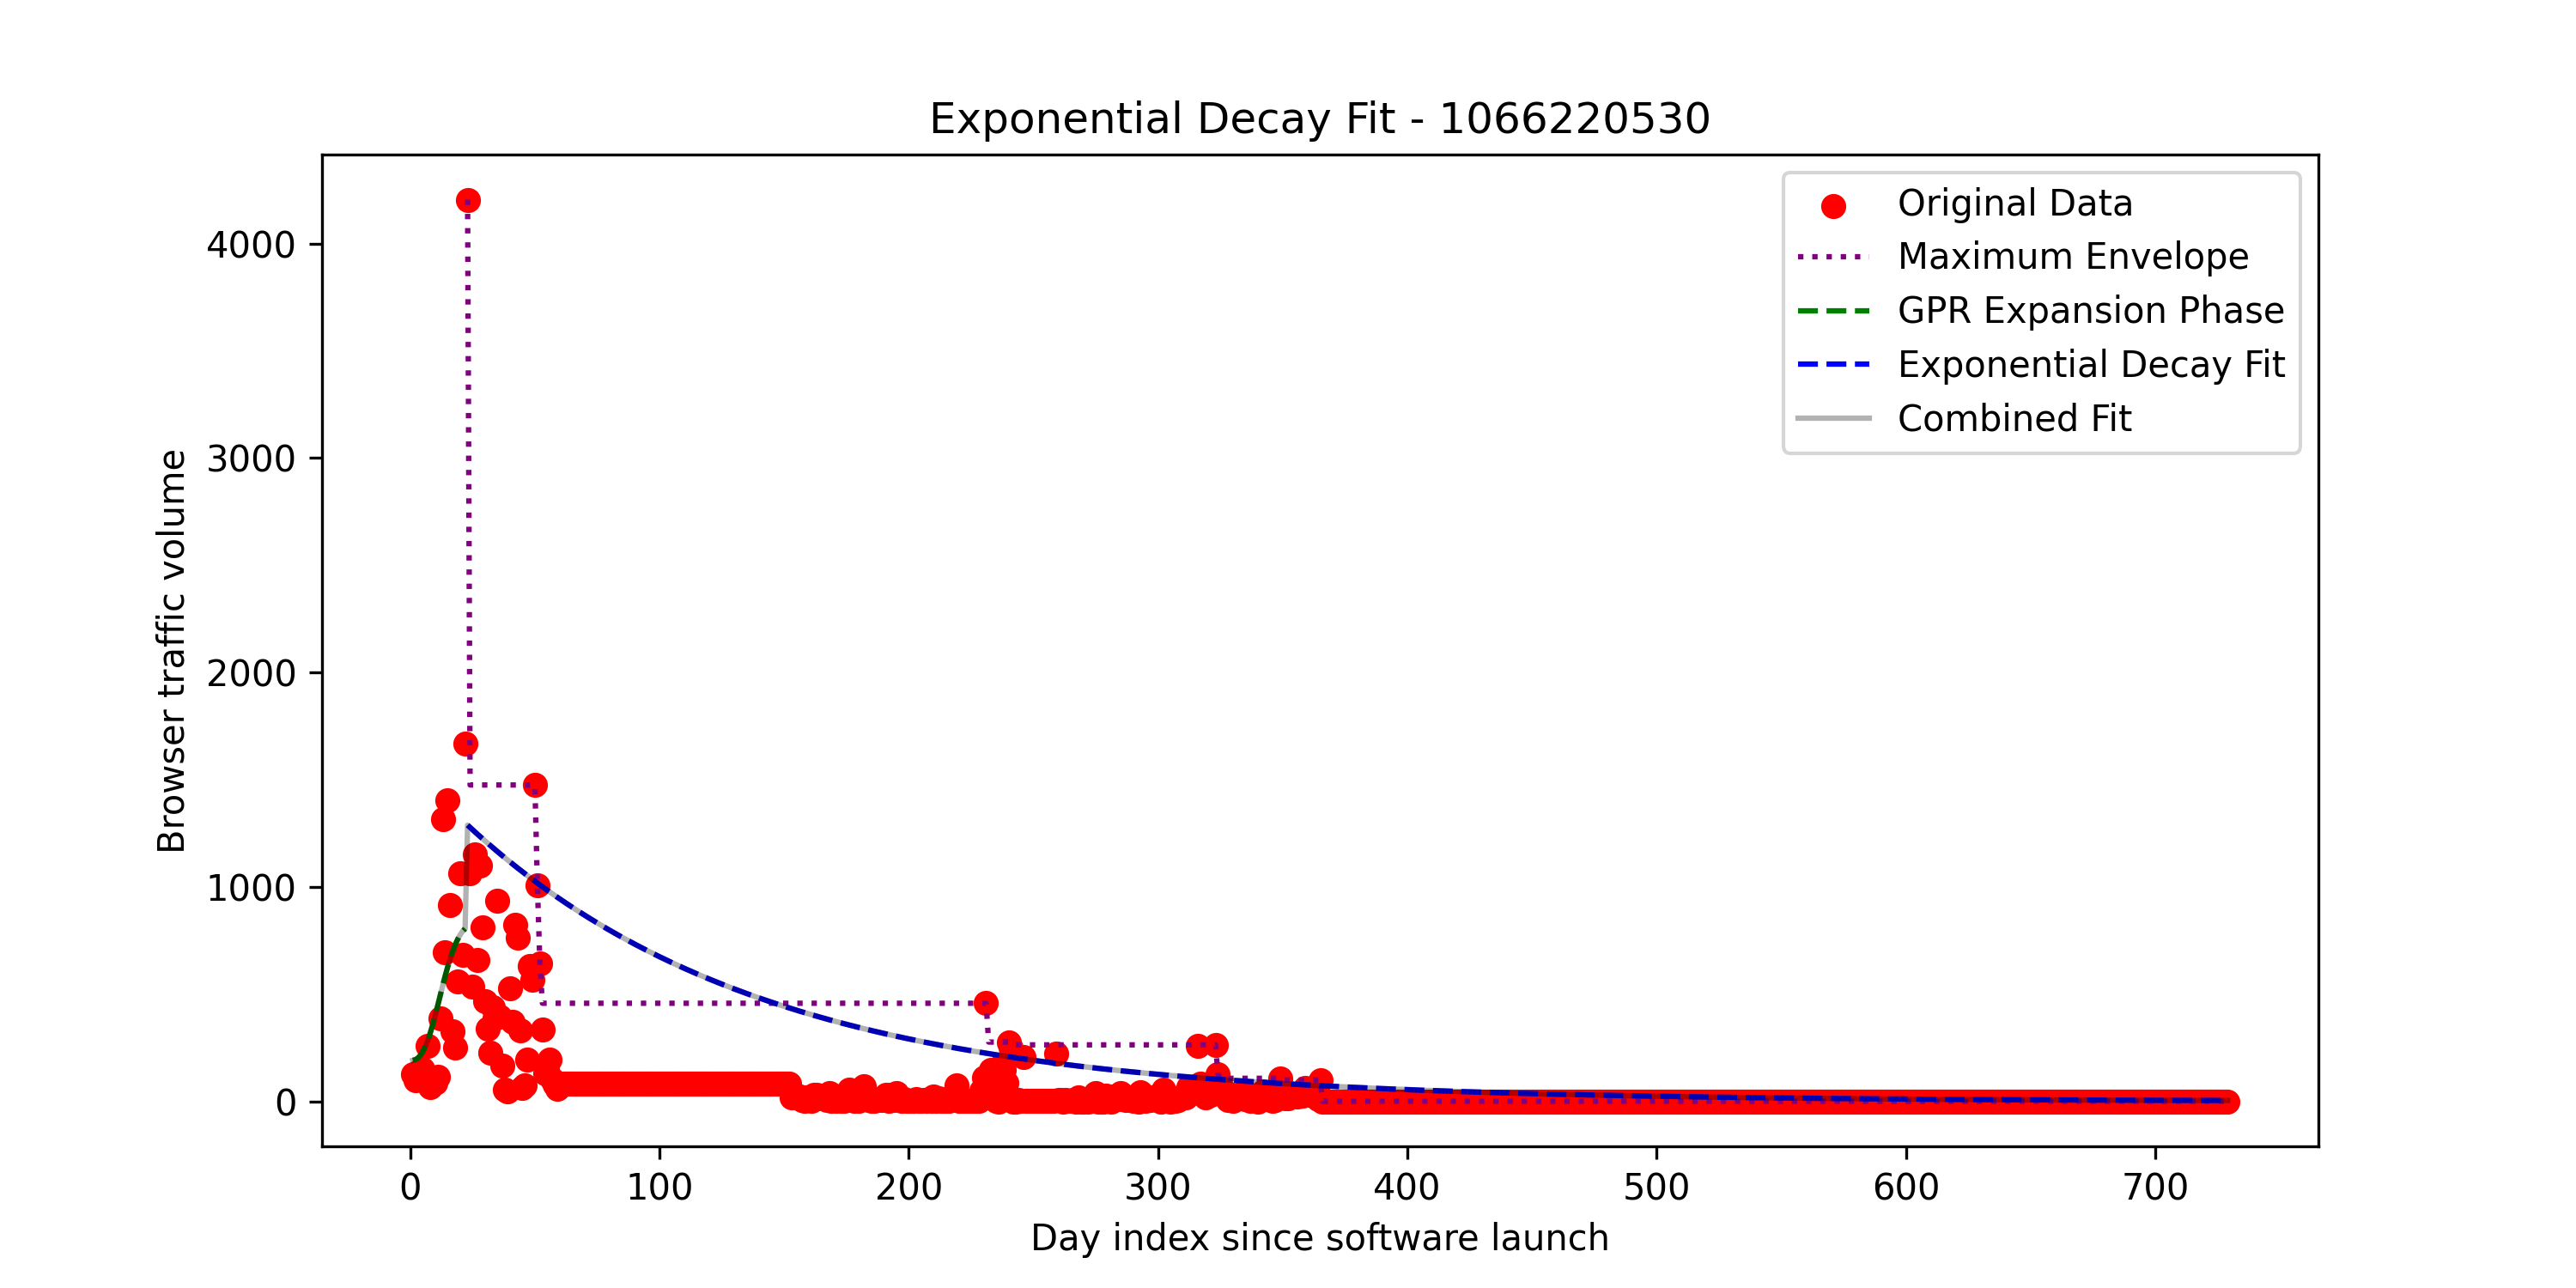 Exponential Decay Fit - 1066220530
Original Data
Maximum Envelope
GPR Expansion Phase
Exponential Decay Fit
Combined Fit
Browser traffic volume
4000
3000
2000
1000
0
0 100 200 300 400 500 600 700
Day index since software launch